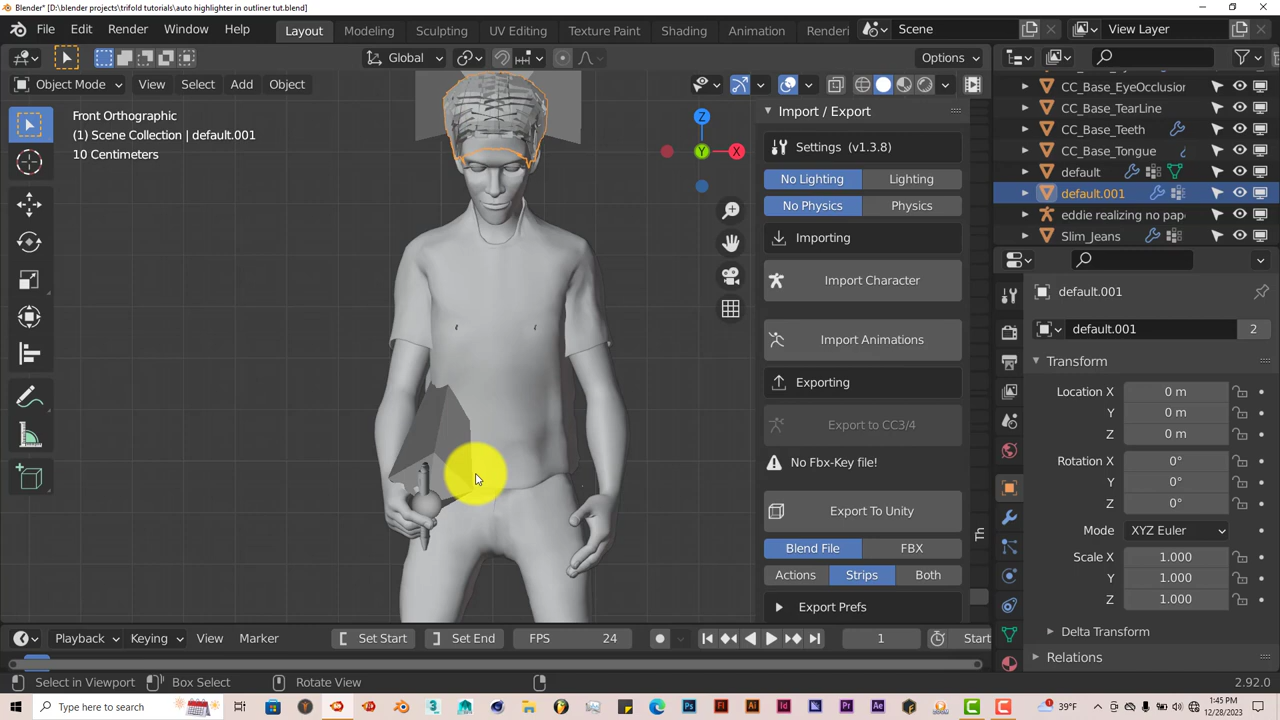 Blender* [D:\blender projects\trifold tutorials\auto highlighter in outliner tut.blend]
File Edit Render Window Help Layout Modeling Sculpting UV Editing Texture Paint Shading Animation Renderi Scene View Layer
Global Options
Object Mode View Select Add Object
Front Orthographic
(1) Scene Collection | default.001
10 Centimeters
Z
Y
X
Import / Export
Settings (v1.3.8)
No Lighting Lighting
No Physics Physics
Importing
Import Character
Import Animations
Exporting
Export to CC3/4
No Fbx-Key file!
Export To Unity
Blend File FBX
Actions Strips Both
Export Prefs
CC_Base_EyeOcclusion
CC_Base_TearLine
CC_Base_Teeth
CC_Base_Tongue
default
default.001
eddie realizing no pap
Slim_Jeans
default.001
default.001 2
Transform
Location X 0 m
Y 0 m
Z 0 m
Rotation X 0°
Y 0°
Z 0°
Mode XYZ Euler
Scale X 1.000
Y 1.000
Z 1.000
Delta Transform
Relations
Playback Keying View Marker Set Start Set End FPS 24 1 Start
Select in Viewport Box Select Rotate View 2.92.0
Type here to search 39°F 1:45 PM
12/28/2023